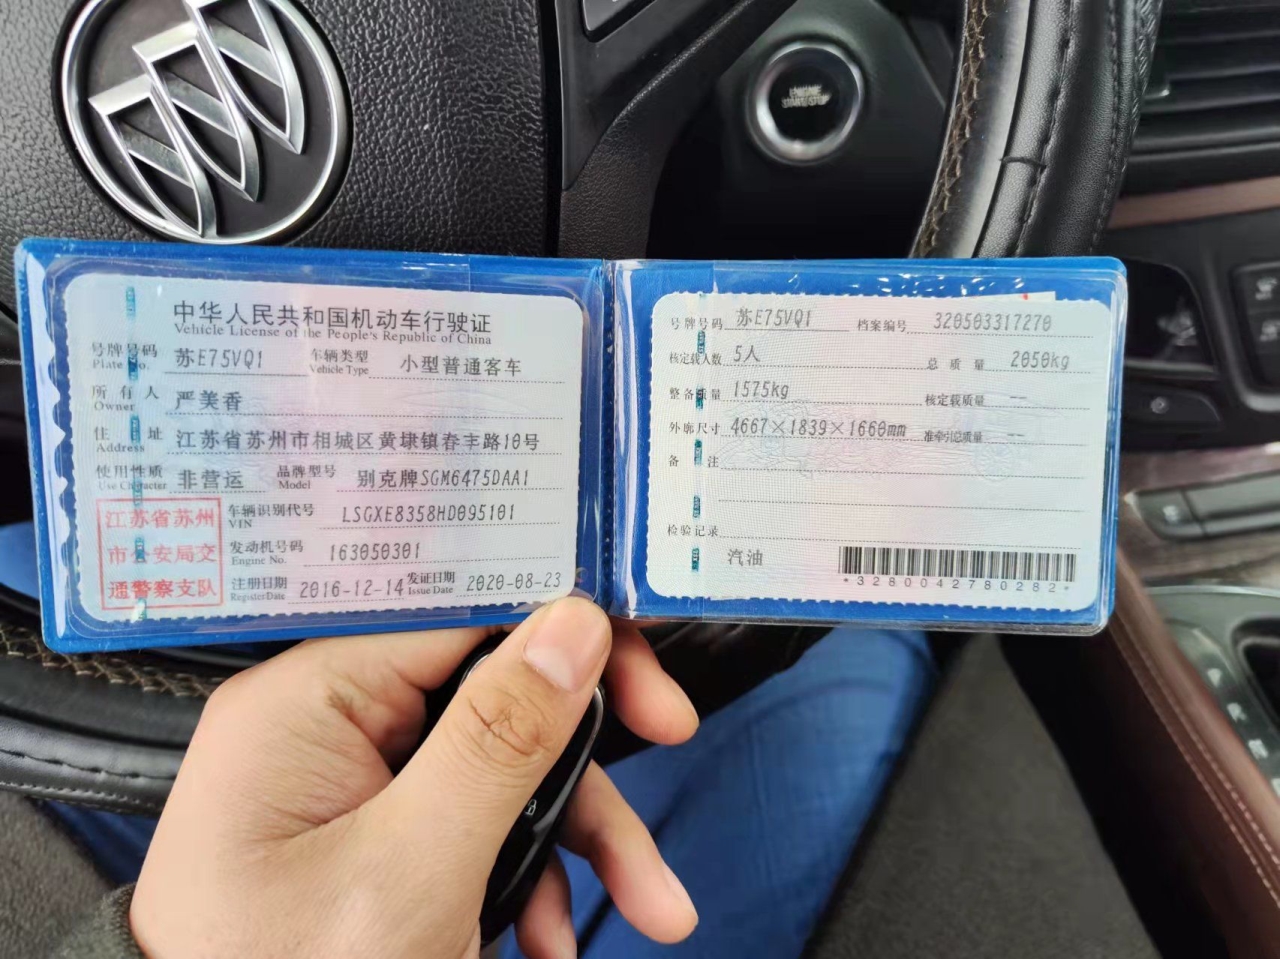 ENGINE
START/STOP
中华人民共和国机动车行驶证
Vehicle License of the People's Republic of China
号牌号码 苏E75VQ1 车辆类型 小型普通客车
Plate No. Vehicle Type
所有人 严美香
Owner
住址 江苏省苏州市相城区黄埭镇春丰路10号
Address
使用性质 非营运 品牌型号 别克牌SGM6475DAA1
Use Character Model
江苏省苏州
市公安局交
通警察支队
车辆识别代号 LSGXE8358HD095101
VIN
发动机号码 163050301
Engine No.
注册日期 2016-12-14 发证日期 2020-08-23
Register Date Issue Date
号牌号码 苏E75VQ1 档案编号 320503317270
核定载人数 5人 总质量 2050kg
整备质量 1575kg 核定载质量 --
外廓尺寸 4667×1839×1660mm 准牵引总质量 --
备注
检验记录
汽油
*3280042780282*